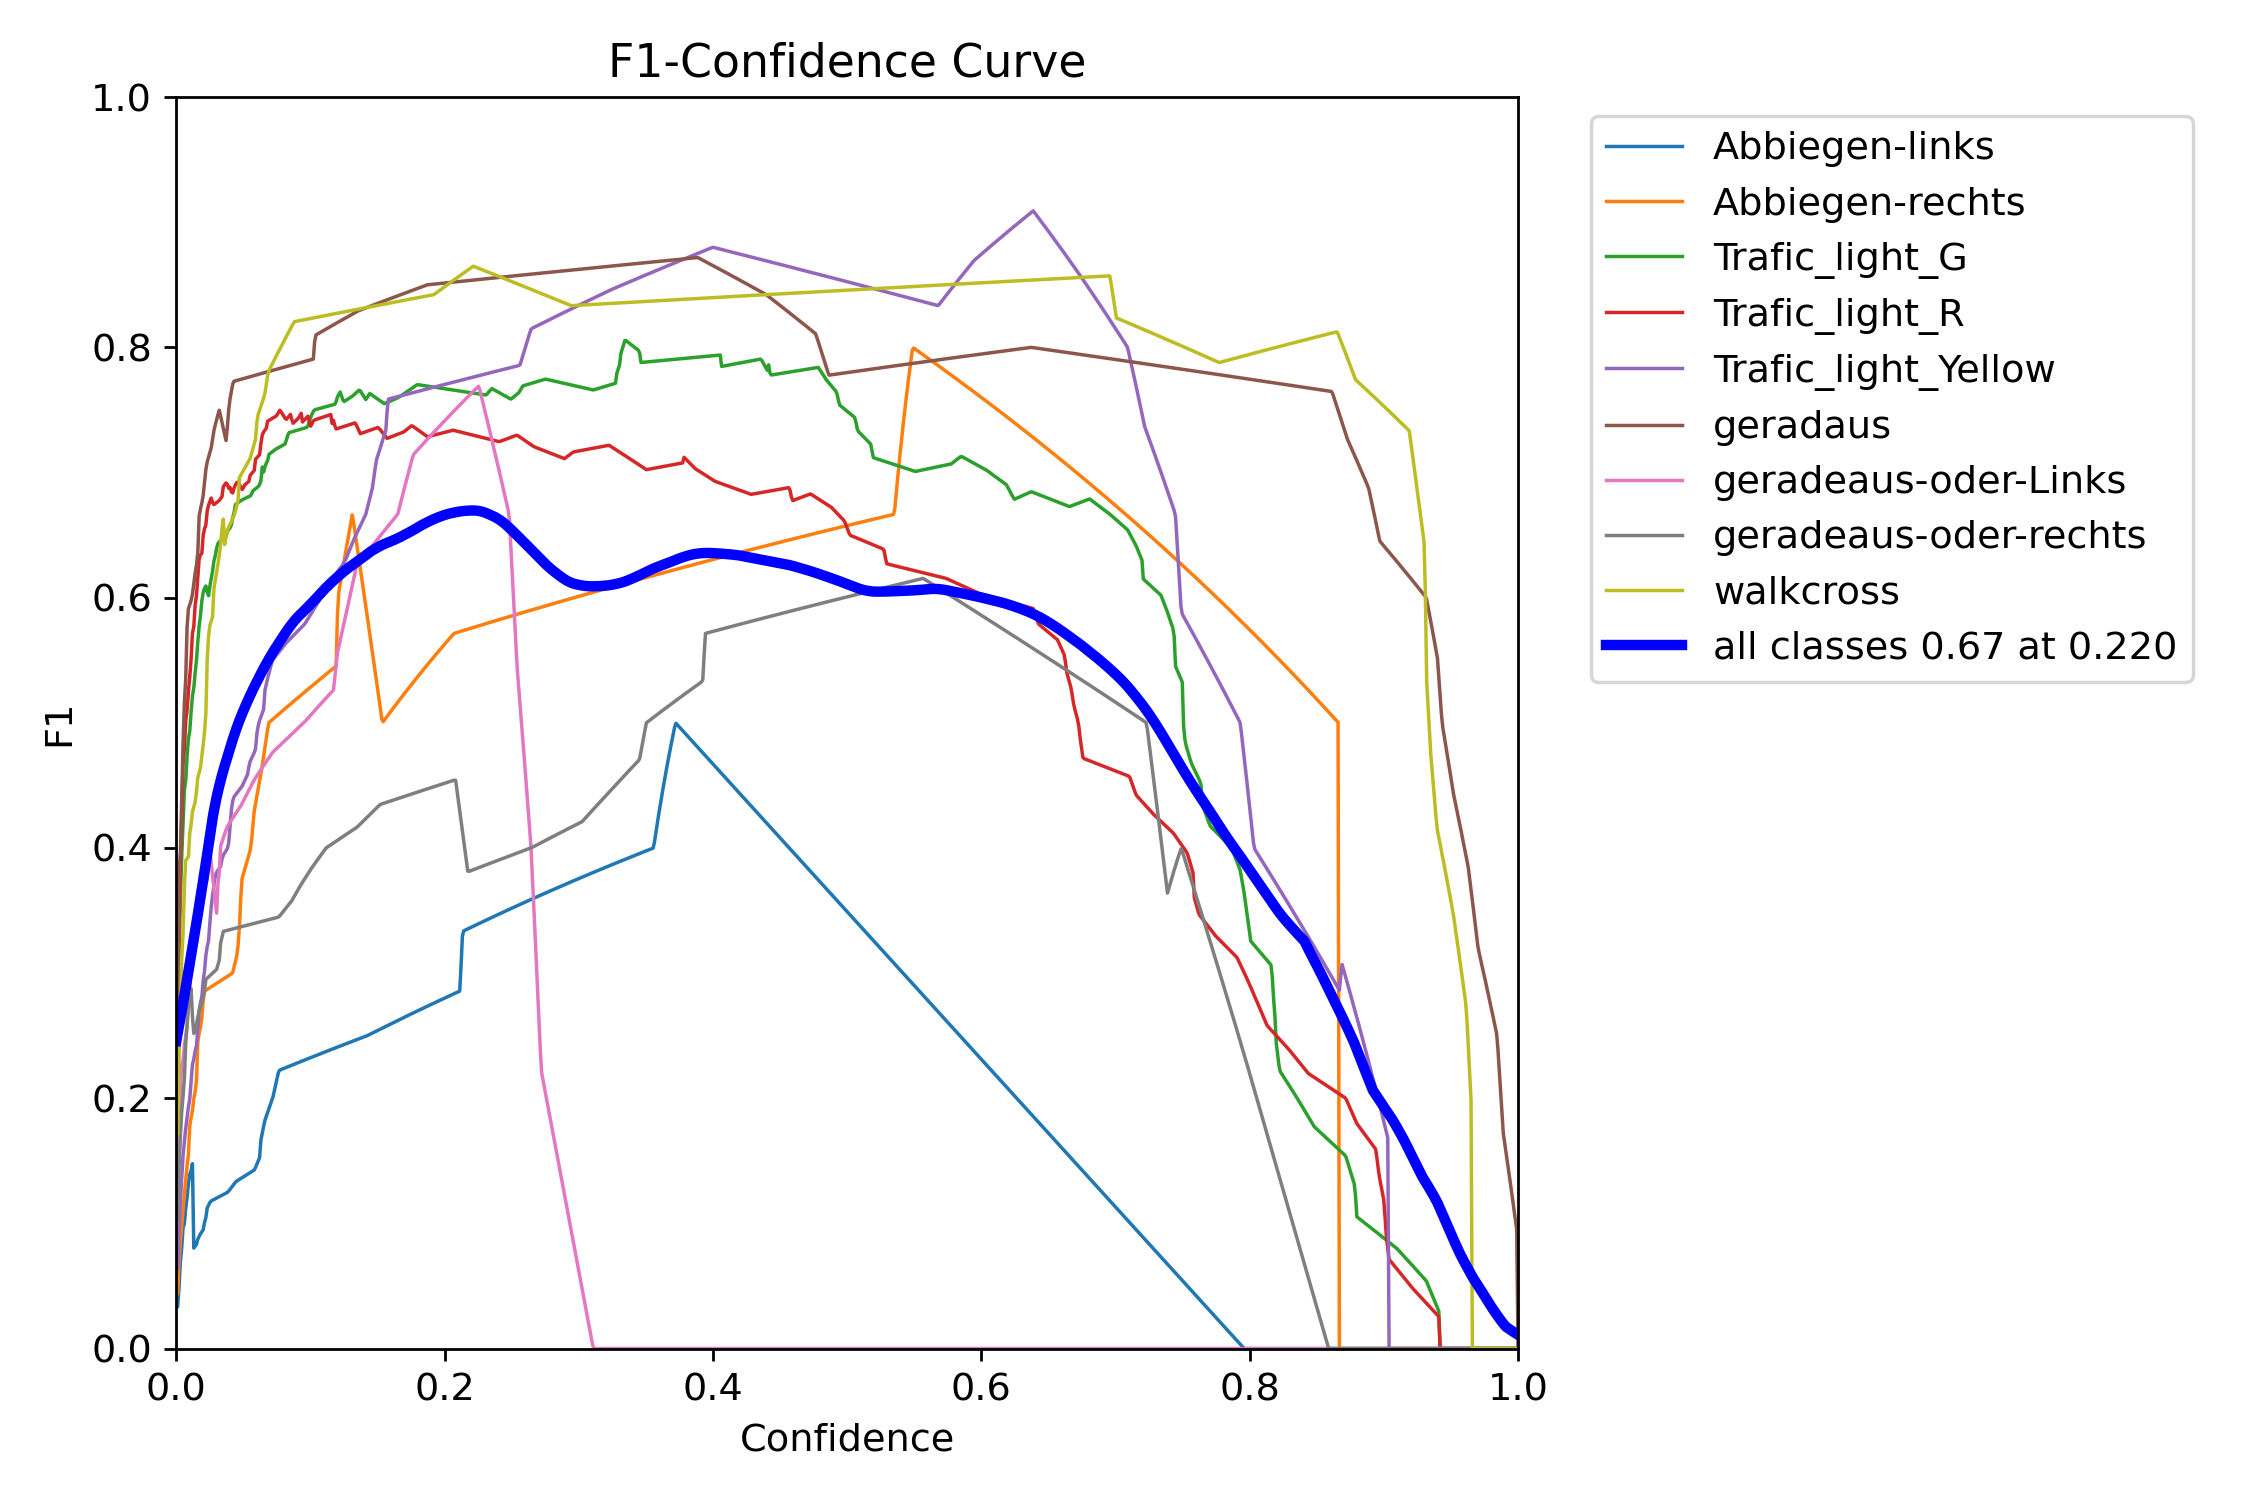 F1-Confidence Curve
1.0
0.8
0.6
0.4
0.2
0.0
F1
0.0 0.2 0.4 0.6 0.8 1.0
Confidence
Abbiegen-links
Abbiegen-rechts
Trafic_light_G
Trafic_light_R
Trafic_light_Yellow
geradaus
geradeaus-oder-Links
geradeaus-oder-rechts
walkcross
all classes 0.67 at 0.220